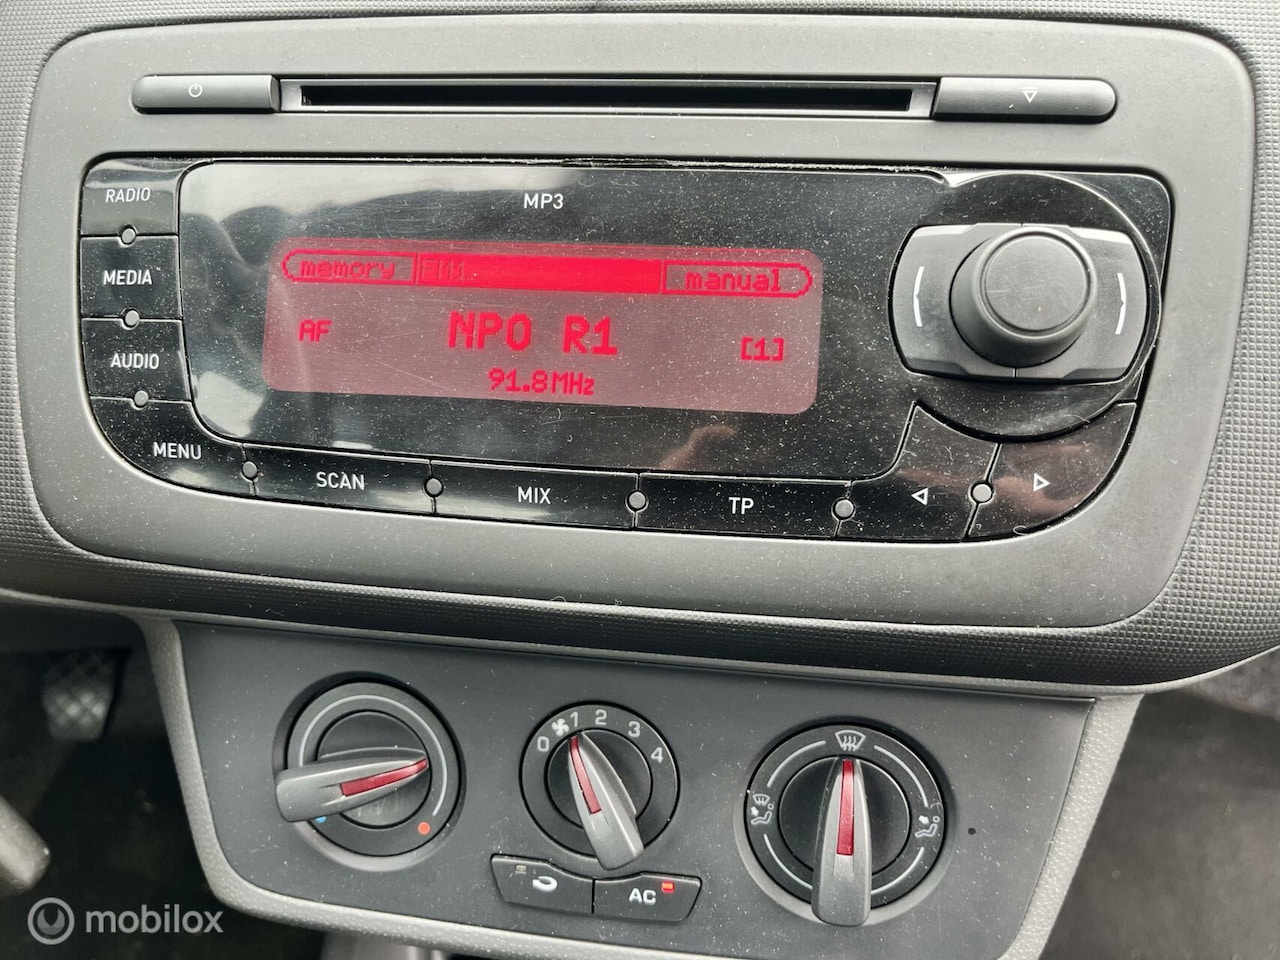 RADIO
MP3
MEDIA
memory FM1 manual
AF NPO R1 [1]
91.8MHz
AUDIO
MENU
SCAN
MIX
TP
0 1 2 3 4
AC
mobilox